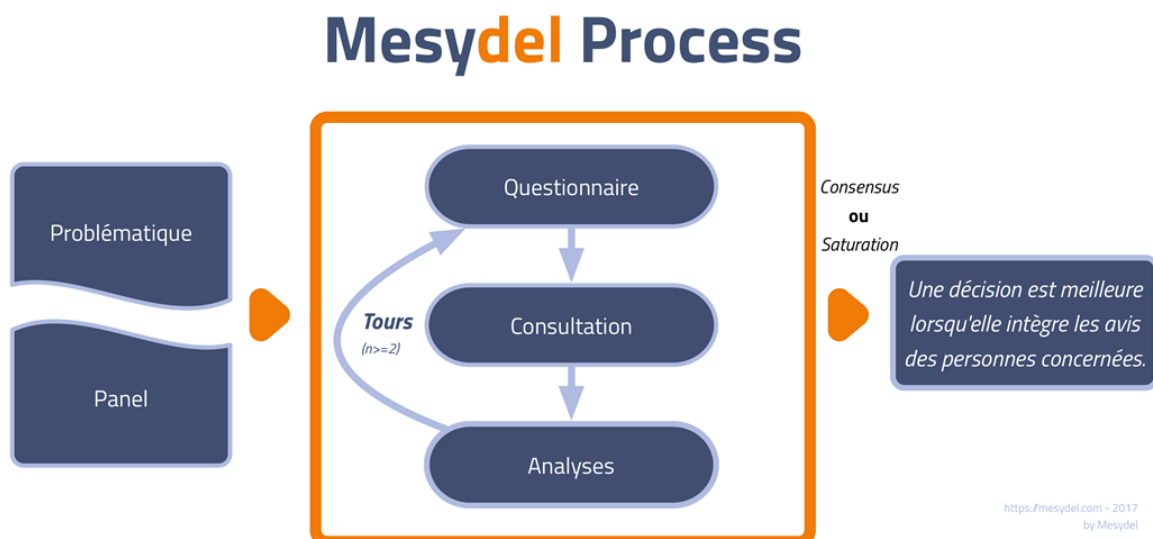 Mesydel Process
Problématique
Panel
Questionnaire
Consultation
Analyses
Tours
(n>=2)
Consensus
ou
Saturation
Une décision est meilleure
lorsqu'elle intègre les avis
des personnes concernées.
https://mesydel.com - 2017
by Mesydel